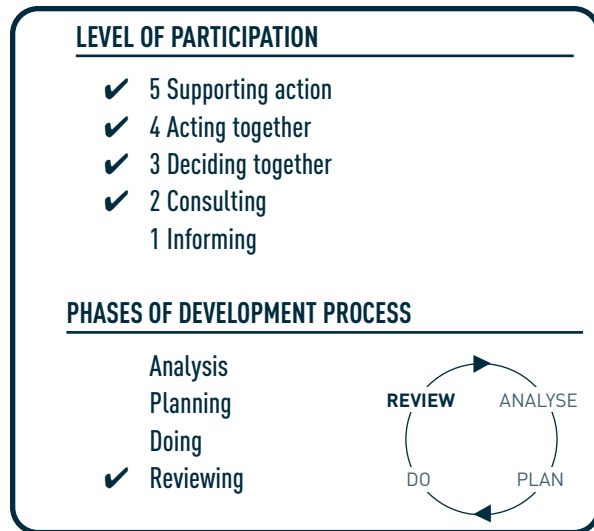 LEVEL OF PARTICIPATION
✔ 5 Supporting action
✔ 4 Acting together
✔ 3 Deciding together
✔ 2 Consulting
1 Informing
PHASES OF DEVELOPMENT PROCESS
Analysis
Planning
Doing
✔ Reviewing
REVIEW ANALYSE
DO PLAN